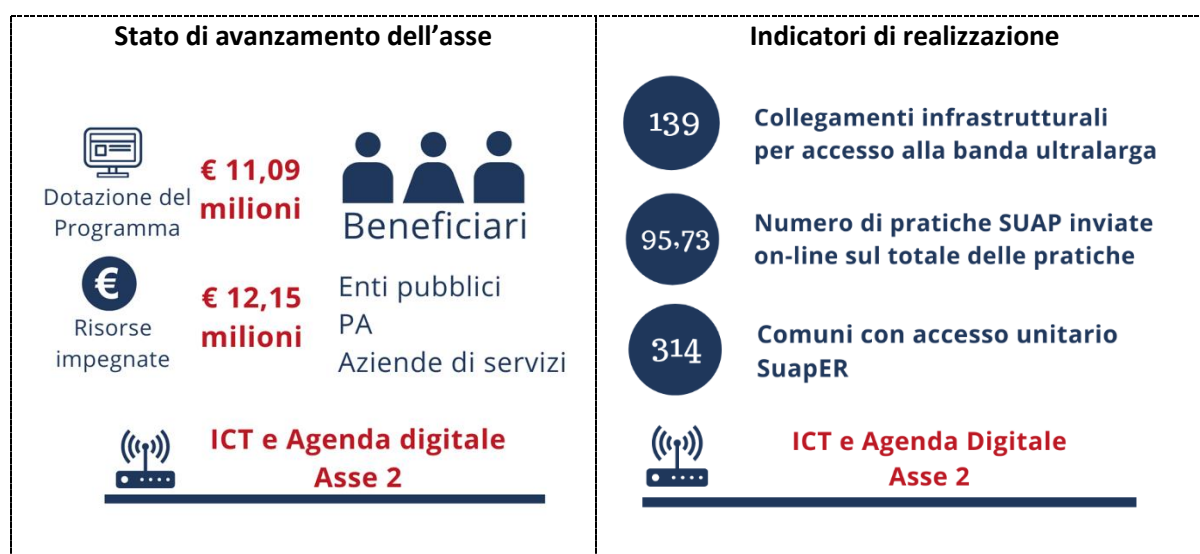 Stato di avanzamento dell’asse
Dotazione del
Programma
€ 11,09
milioni
Beneficiari
Risorse
impegnate
€ 12,15
milioni
Enti pubblici
PA
Aziende di servizi
ICT e Agenda digitale
Asse 2
Indicatori di realizzazione
139
Collegamenti infrastrutturali
per accesso alla banda ultralarga
95,73
Numero di pratiche SUAP inviate
on-line sul totale delle pratiche
314
Comuni con accesso unitario
SuapER
ICT e Agenda Digitale
Asse 2